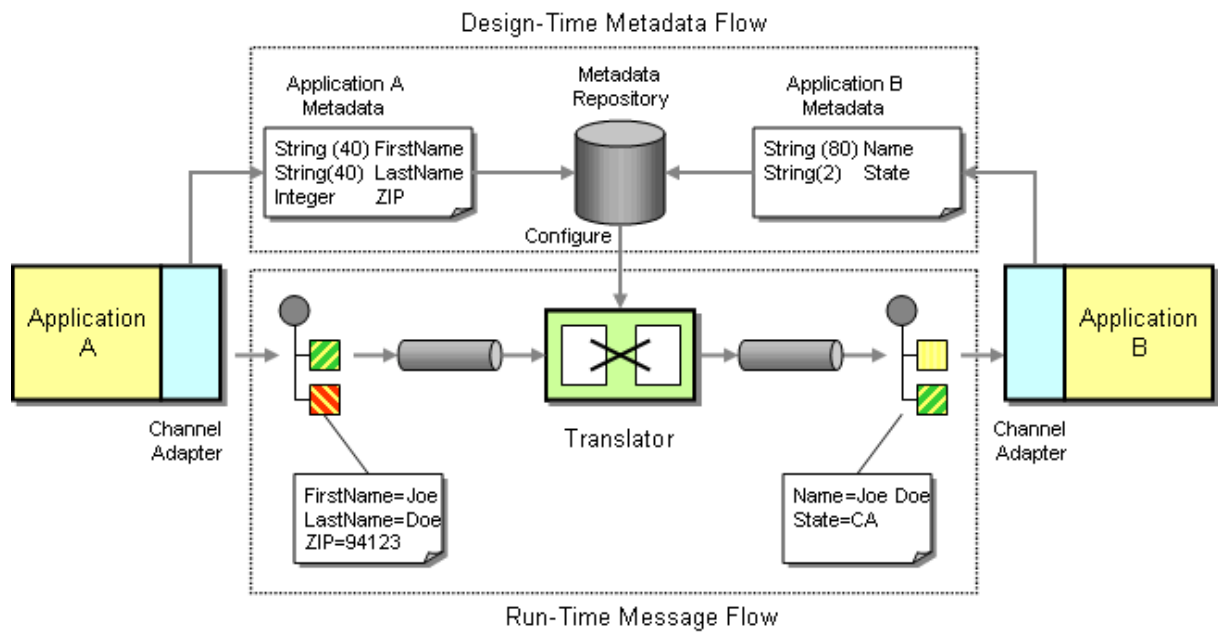 Design-Time Metadata Flow
Application A
Metadata
Metadata
Repository
Application B
Metadata
String (40) FirstName
String(40) LastName
Integer ZIP
String (80) Name
String(2) State
Configure
Application
A
Application
B
Channel
Adapter
Translator
Channel
Adapter
FirstName=Joe
LastName=Doe
ZIP=94123
Name=Joe Doe
State=CA
Run-Time Message Flow